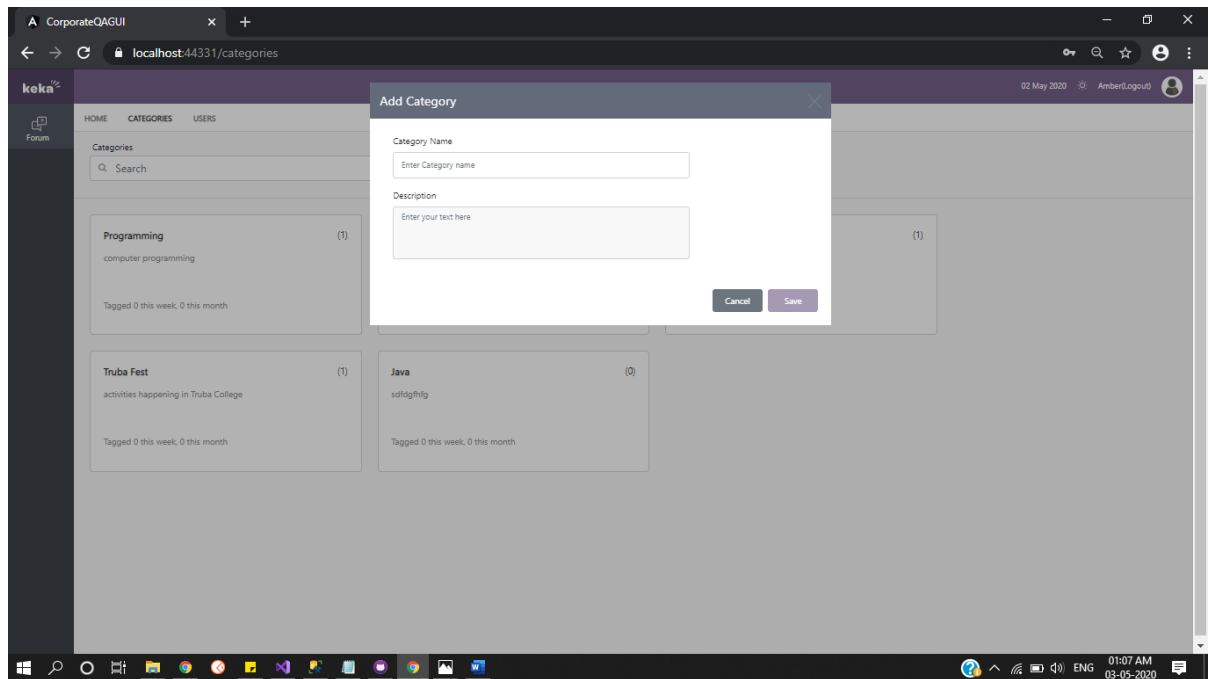 CorporateQAGUI
localhost:44331/categories
keka
02 May 2020 Amber(Logout)
Add Category
Forum
HOME CATEGORIES USERS
Categories
Search
Category Name
Enter Category name
Description
Enter your text here
Cancel Save
Programming (1)
computer programming
Tagged 0 this week, 0 this month
(1)
Truba Fest (1)
activities happening in Truba College
Tagged 0 this week, 0 this month
Java (0)
sdfdgfhfg
Tagged 0 this week, 0 this month
ENG 01:07 AM
03-05-2020